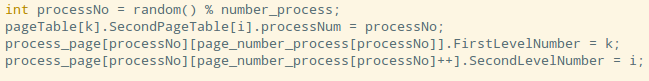 int processNo = random() % number_process;
pageTable[k].SecondPageTable[i].processNum = processNo;
process_page[processNo][page_number_process[processNo]].FirstLevelNumber = k;
process_page[processNo][page_number_process[processNo]++].SecondLevelNumber = i;